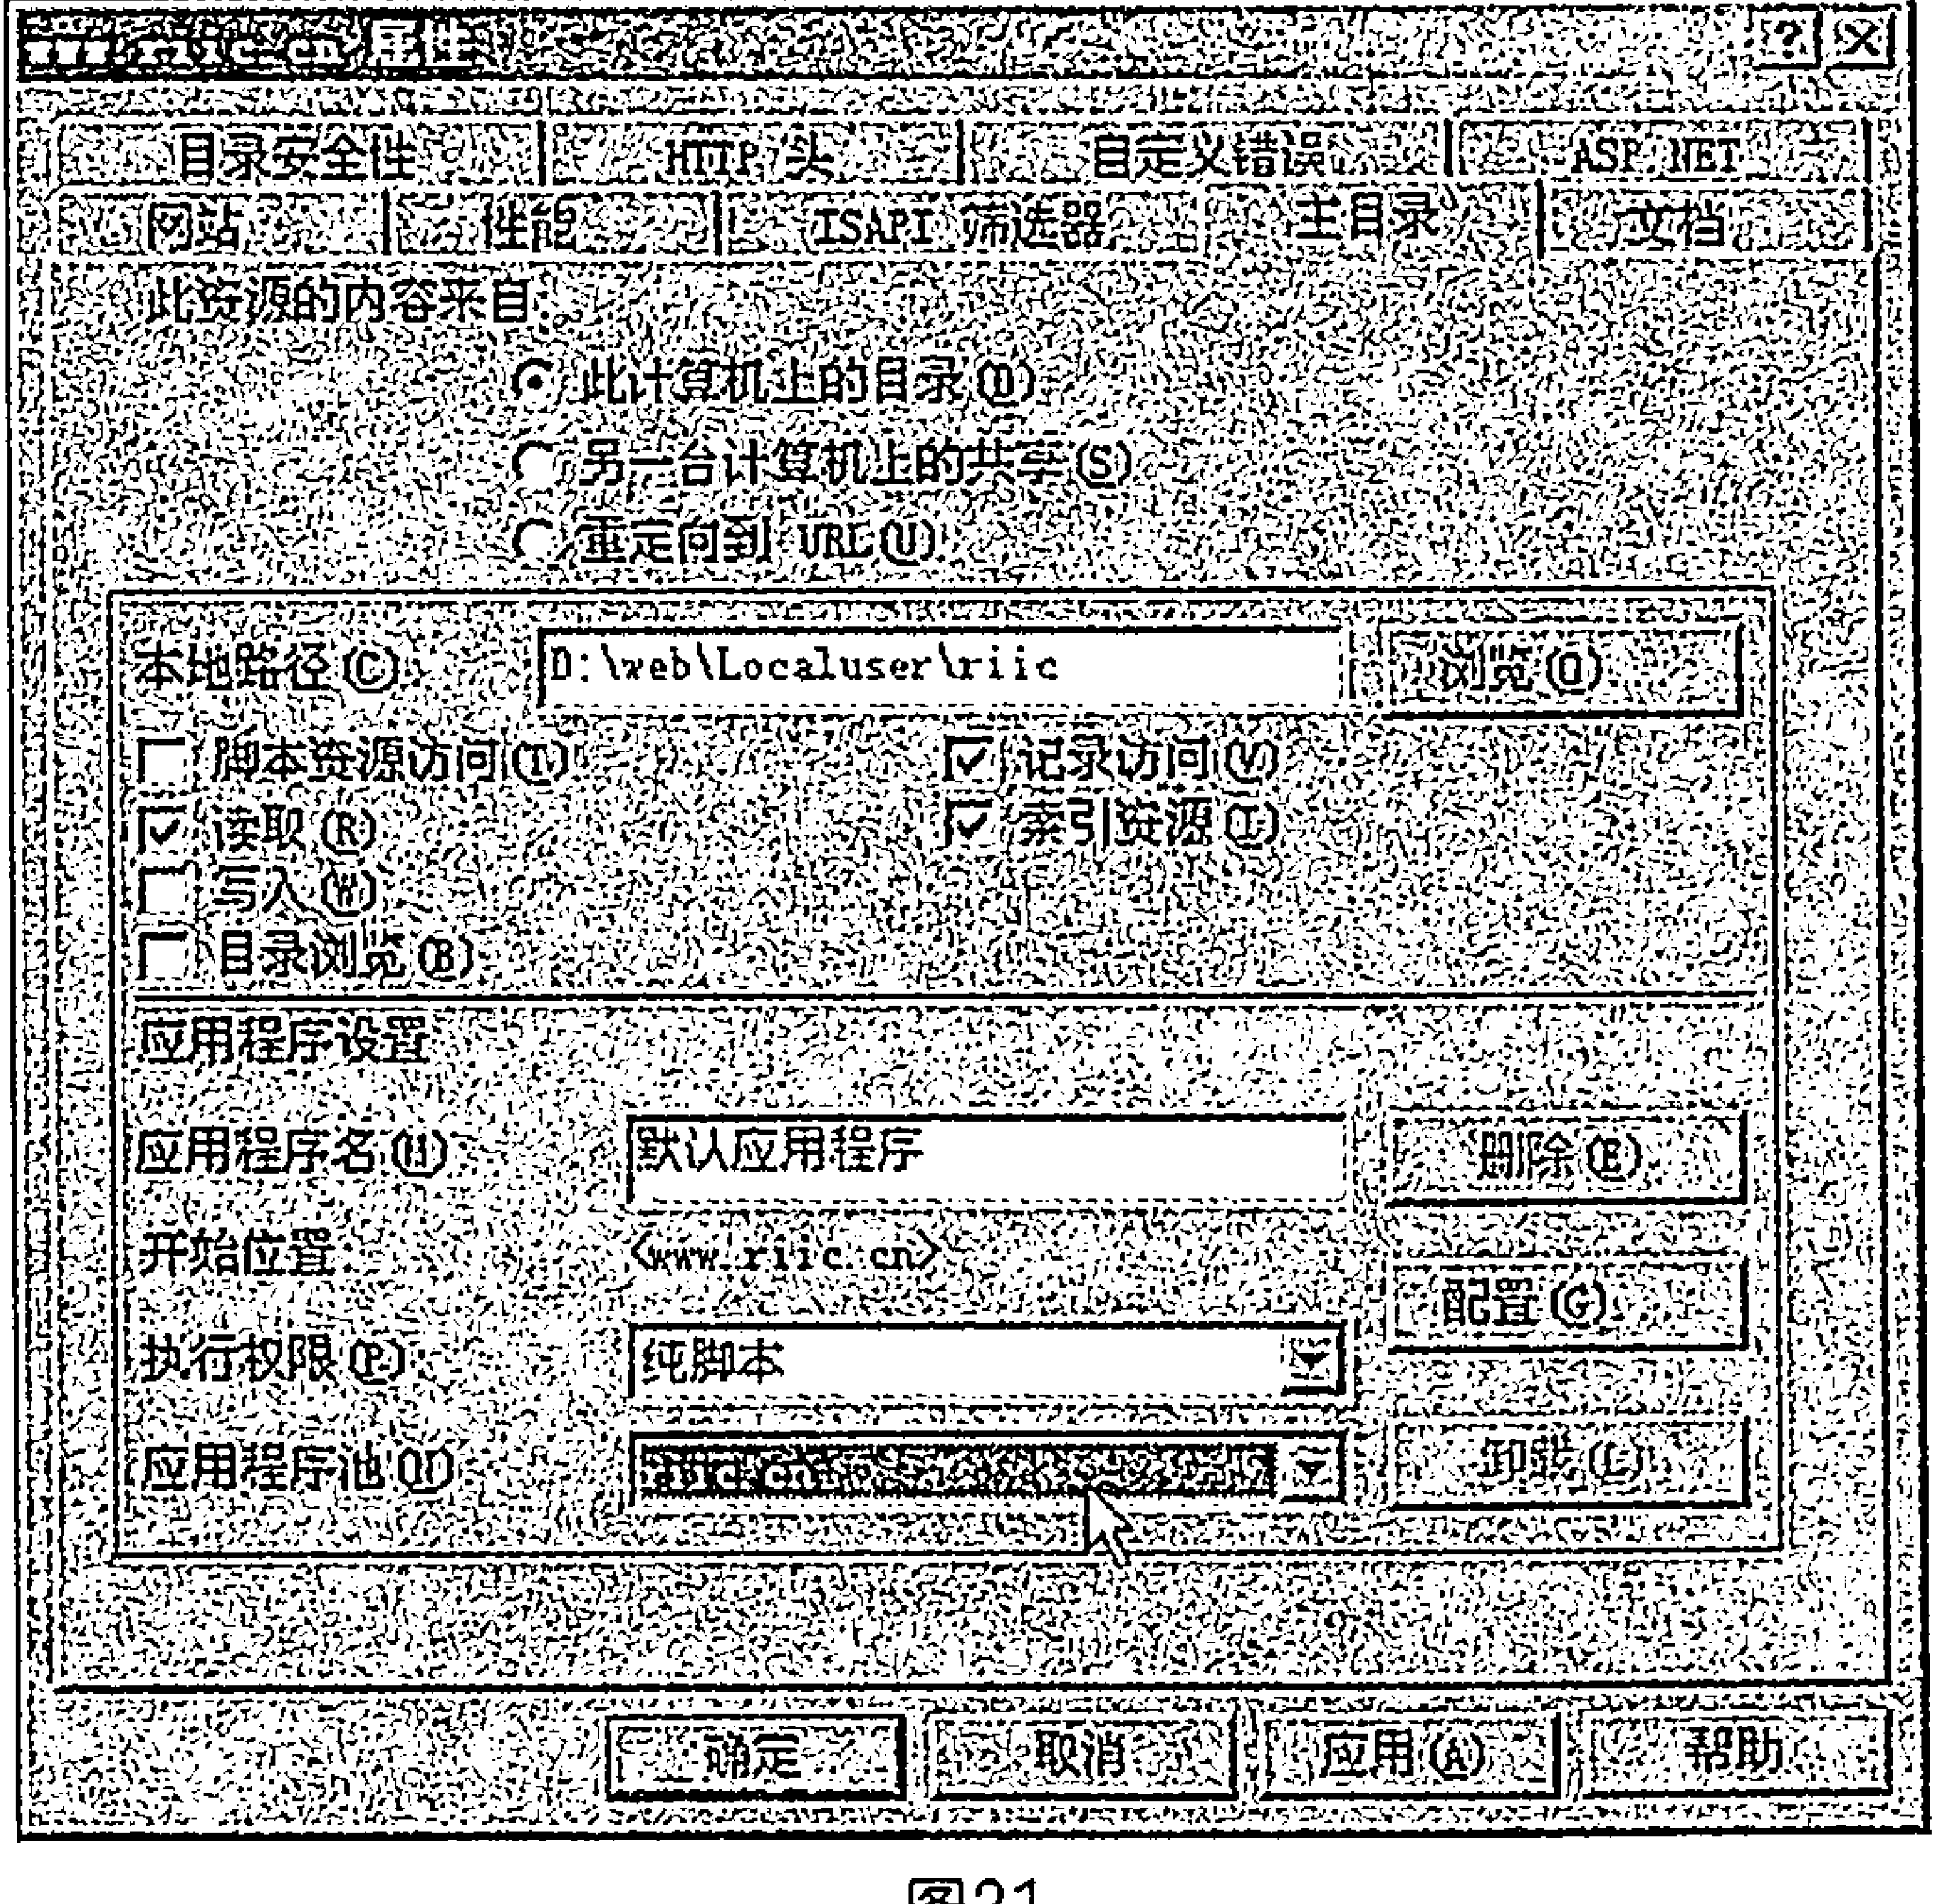 www.riic.cn 属性
目录安全性 HTTP 头 自定义错误 ASP.NET
网站 性能 ISAPI 筛选器 主目录 文档
此资源的内容来自:
此计算机上的目录(D)
另一台计算机上的共享(S)
重定向到 URL(U)
本地路径(C): D:\web\Localuser\riic 浏览(O)...
脚本资源访问(T) 记录访问(V)
读取(R) 索引资源(I)
写入(W)
目录浏览(B)
应用程序设置
应用程序名(M): 默认应用程序 删除(E)
开始位置: <www.riic.cn>
配置(G)...
执行权限(P): 纯脚本
应用程序池(N): riic.cn 卸载(L)
确定 取消 应用(A) 帮助
图21